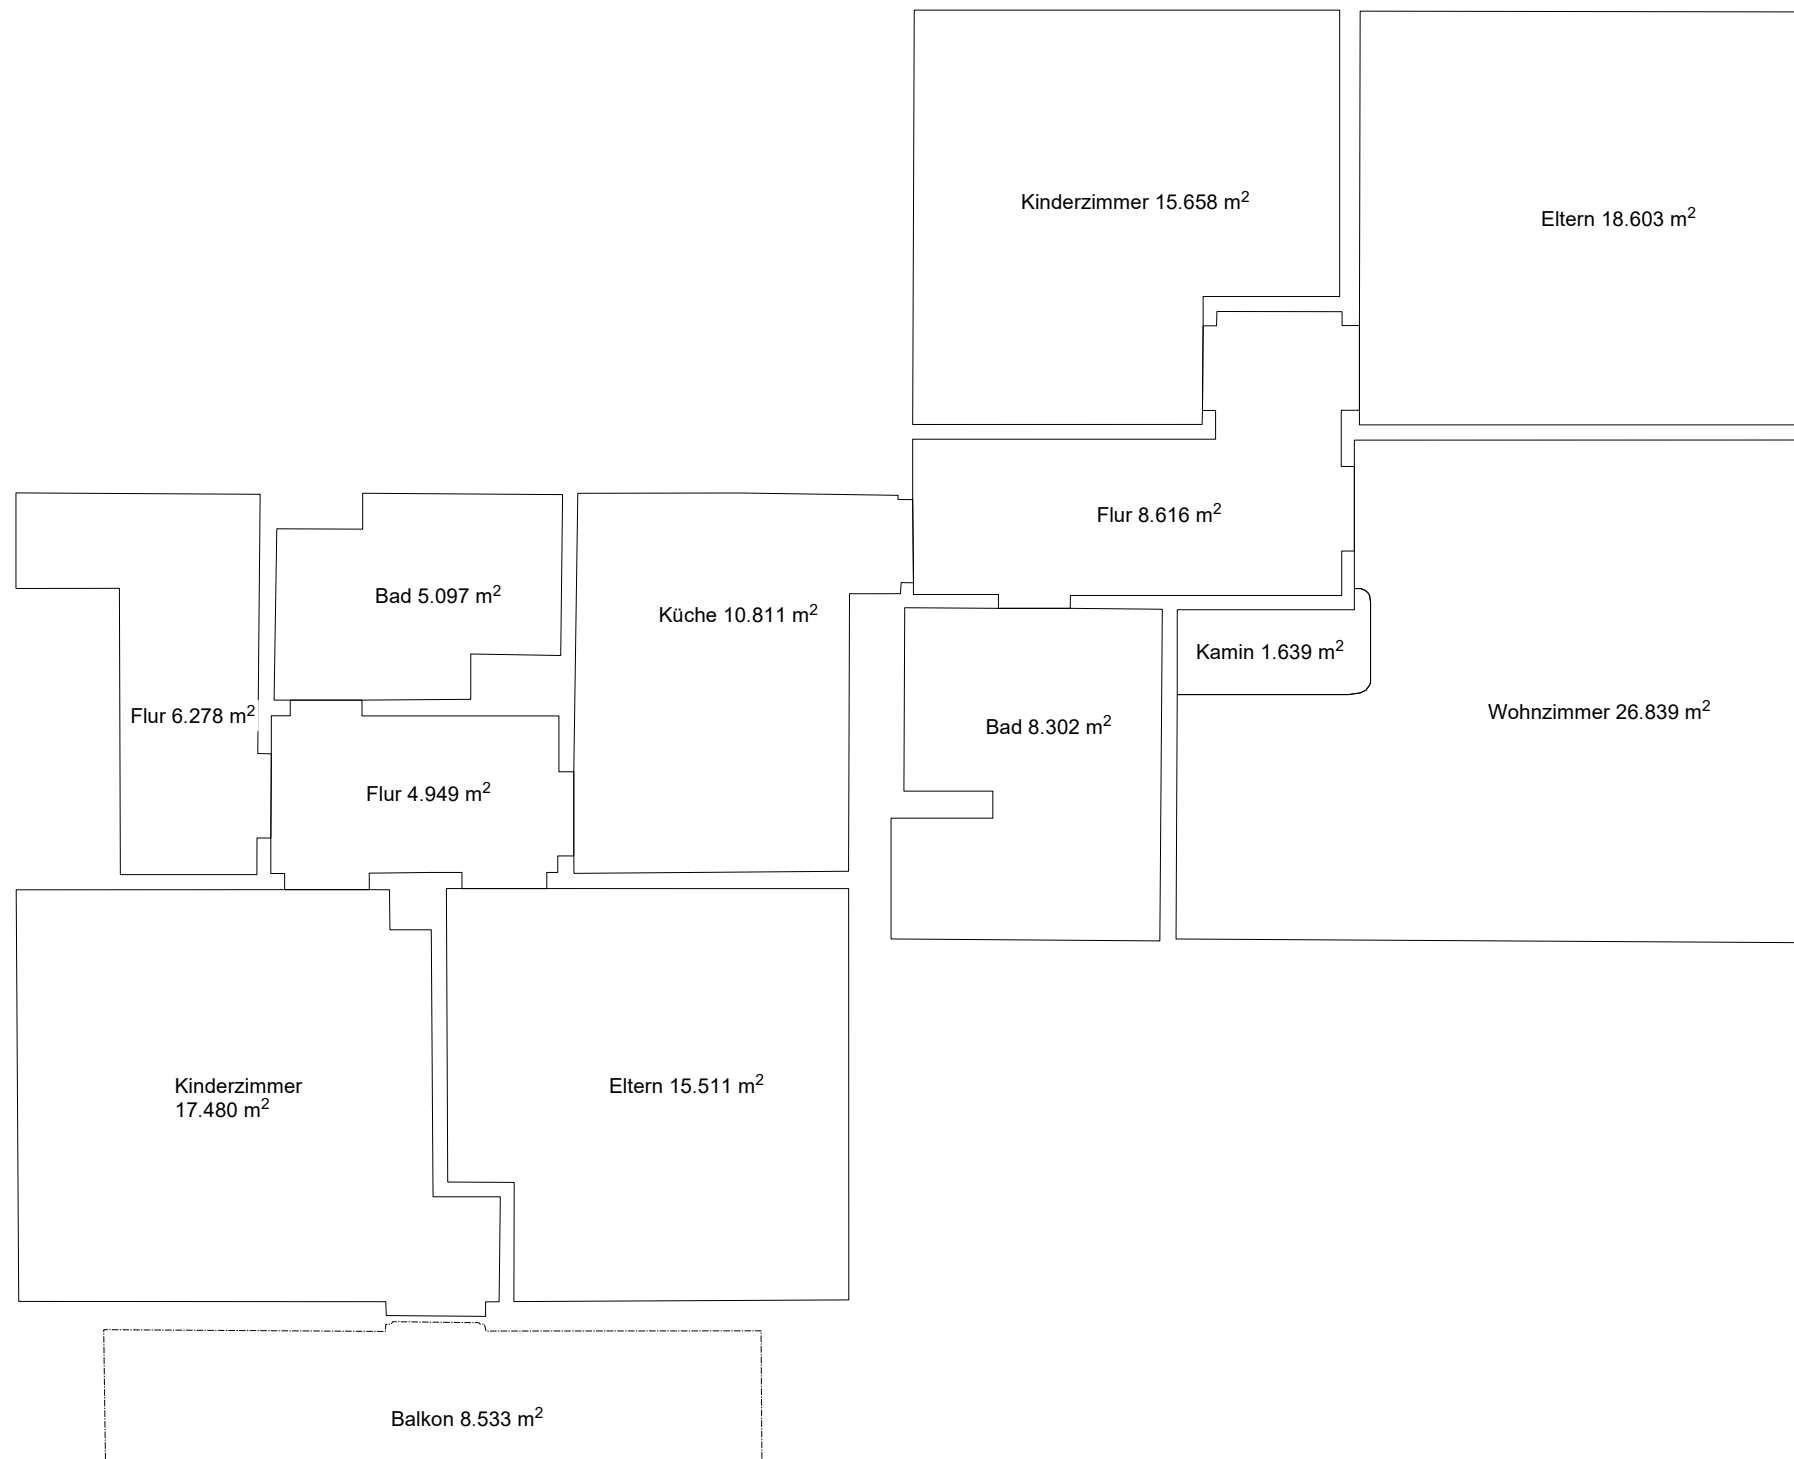 Kinderzimmer 15.658 m²
Eltern 18.603 m²
Flur 8.616 m²
Bad 5.097 m²
Küche 10.811 m²
Kamin 1.639 m²
Flur 6.278 m²
Bad 8.302 m²
Wohnzimmer 26.839 m²
Flur 4.949 m²
Kinderzimmer
17.480 m²
Eltern 15.511 m²
Balkon 8.533 m²